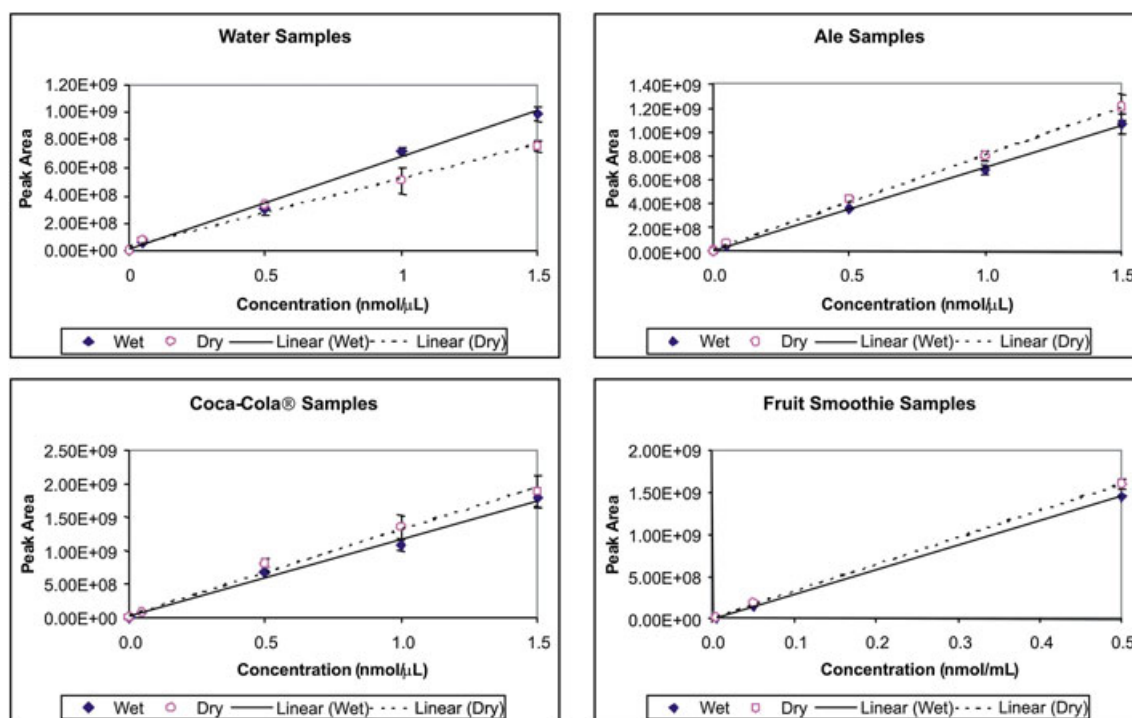 Water Samples
1.20E+09
1.00E+09
8.00E+08
6.00E+08
4.00E+08
2.00E+08
0.00E+00
Peak Area
0 0.5 1 1.5
Concentration (nmol/μL)
Wet Dry Linear (Wet) Linear (Dry)
Ale Samples
1.40E+09
1.20E+09
1.00E+09
8.00E+08
6.00E+08
4.00E+08
2.00E+08
0.00E+00
Peak Area
0.0 0.5 1.0 1.5
Concentration (nmol/μL)
Wet Dry Linear (Wet) Linear (Dry)
Coca-Cola® Samples
2.50E+09
2.00E+09
1.50E+09
1.00E+09
5.00E+08
0.00E+00
Peak Area
0.0 0.5 1.0 1.5
Concentration (nmol/μL)
Wet Dry Linear (Wet) Linear (Dry)
Fruit Smoothie Samples
2.00E+09
1.50E+09
1.00E+09
5.00E+08
0.00E+00
Peak Area
0.0 0.1 0.2 0.3 0.4 0.5
Concentration (nmol/mL)
Wet Dry Linear (Wet) Linear (Dry)